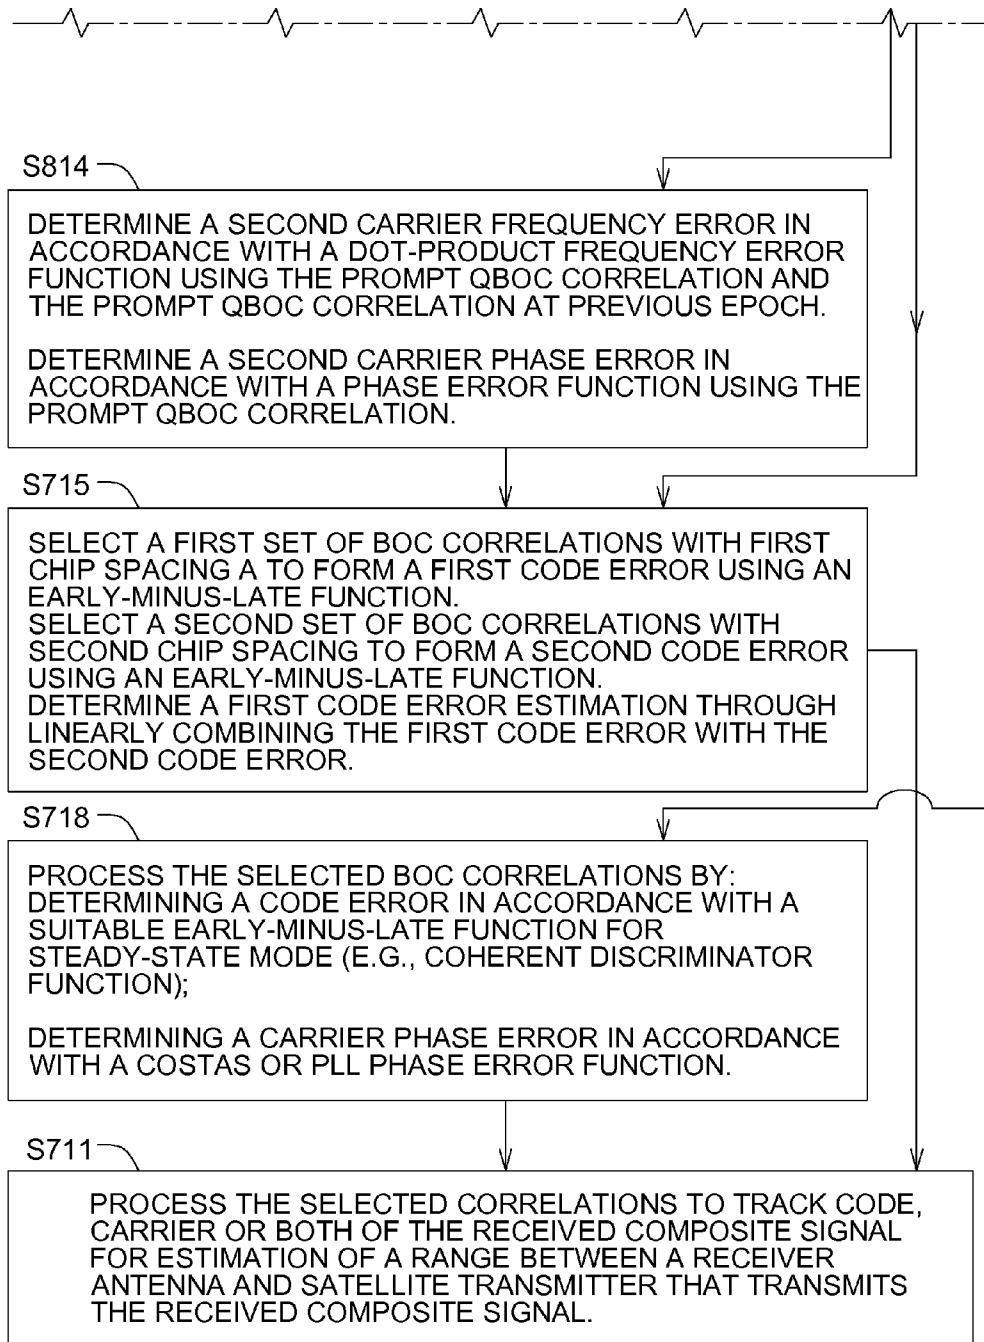 S814
DETERMINE A SECOND CARRIER FREQUENCY ERROR IN
ACCORDANCE WITH A DOT-PRODUCT FREQUENCY ERROR
FUNCTION USING THE PROMPT QBOC CORRELATION AND
THE PROMPT QBOC CORRELATION AT PREVIOUS EPOCH.
DETERMINE A SECOND CARRIER PHASE ERROR IN
ACCORDANCE WITH A PHASE ERROR FUNCTION USING THE
PROMPT QBOC CORRELATION.
S715
SELECT A FIRST SET OF BOC CORRELATIONS WITH FIRST
CHIP SPACING A TO FORM A FIRST CODE ERROR USING AN
EARLY-MINUS-LATE FUNCTION.
SELECT A SECOND SET OF BOC CORRELATIONS WITH
SECOND CHIP SPACING TO FORM A SECOND CODE ERROR
USING AN EARLY-MINUS-LATE FUNCTION.
DETERMINE A FIRST CODE ERROR ESTIMATION THROUGH
LINEARLY COMBINING THE FIRST CODE ERROR WITH THE
SECOND CODE ERROR.
S718
PROCESS THE SELECTED BOC CORRELATIONS BY:
DETERMINING A CODE ERROR IN ACCORDANCE WITH A
SUITABLE EARLY-MINUS-LATE FUNCTION FOR
STEADY-STATE MODE (E.G., COHERENT DISCRIMINATOR
FUNCTION);
DETERMINING A CARRIER PHASE ERROR IN ACCORDANCE
WITH A COSTAS OR PLL PHASE ERROR FUNCTION.
S711
PROCESS THE SELECTED CORRELATIONS TO TRACK CODE,
CARRIER OR BOTH OF THE RECEIVED COMPOSITE SIGNAL
FOR ESTIMATION OF A RANGE BETWEEN A RECEIVER
ANTENNA AND SATELLITE TRANSMITTER THAT TRANSMITS
THE RECEIVED COMPOSITE SIGNAL.